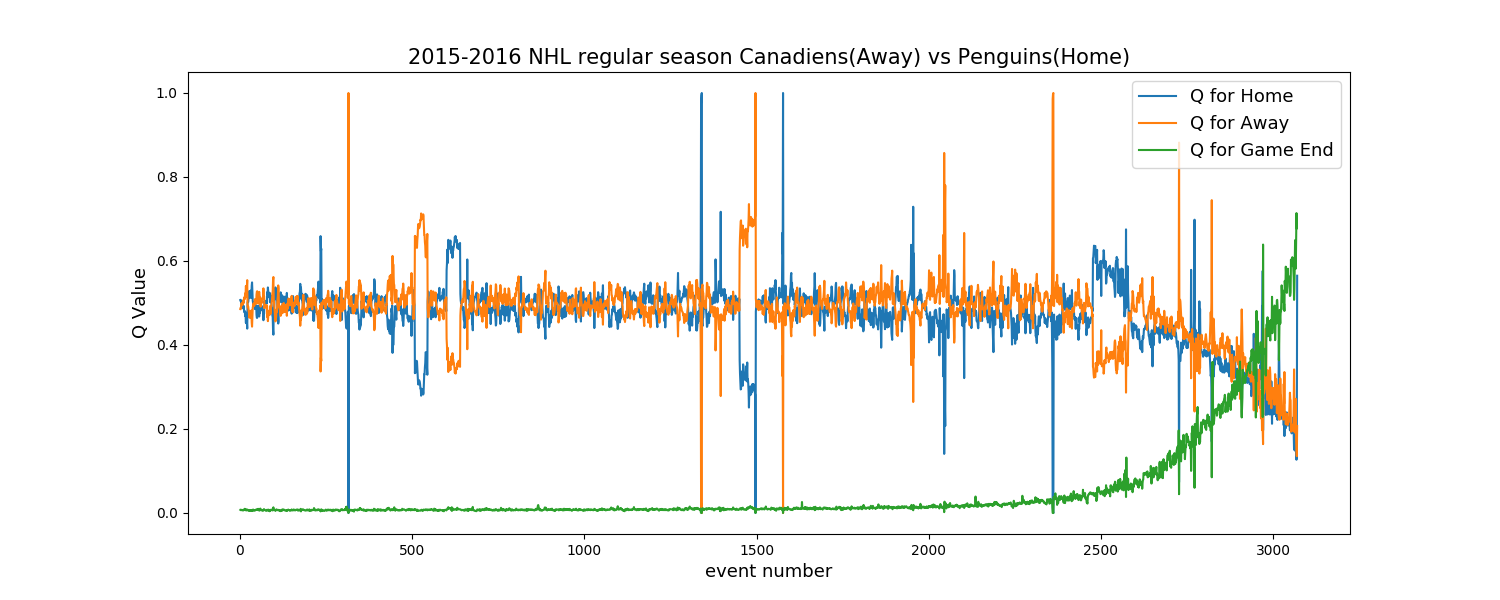 2015-2016 NHL regular season Canadiens(Away) vs Penguins(Home)
Q for Home
Q for Away
Q for Game End
Q Value
1.0
0.8
0.6
0.4
0.2
0.0
0 500 1000 1500 2000 2500 3000
event number